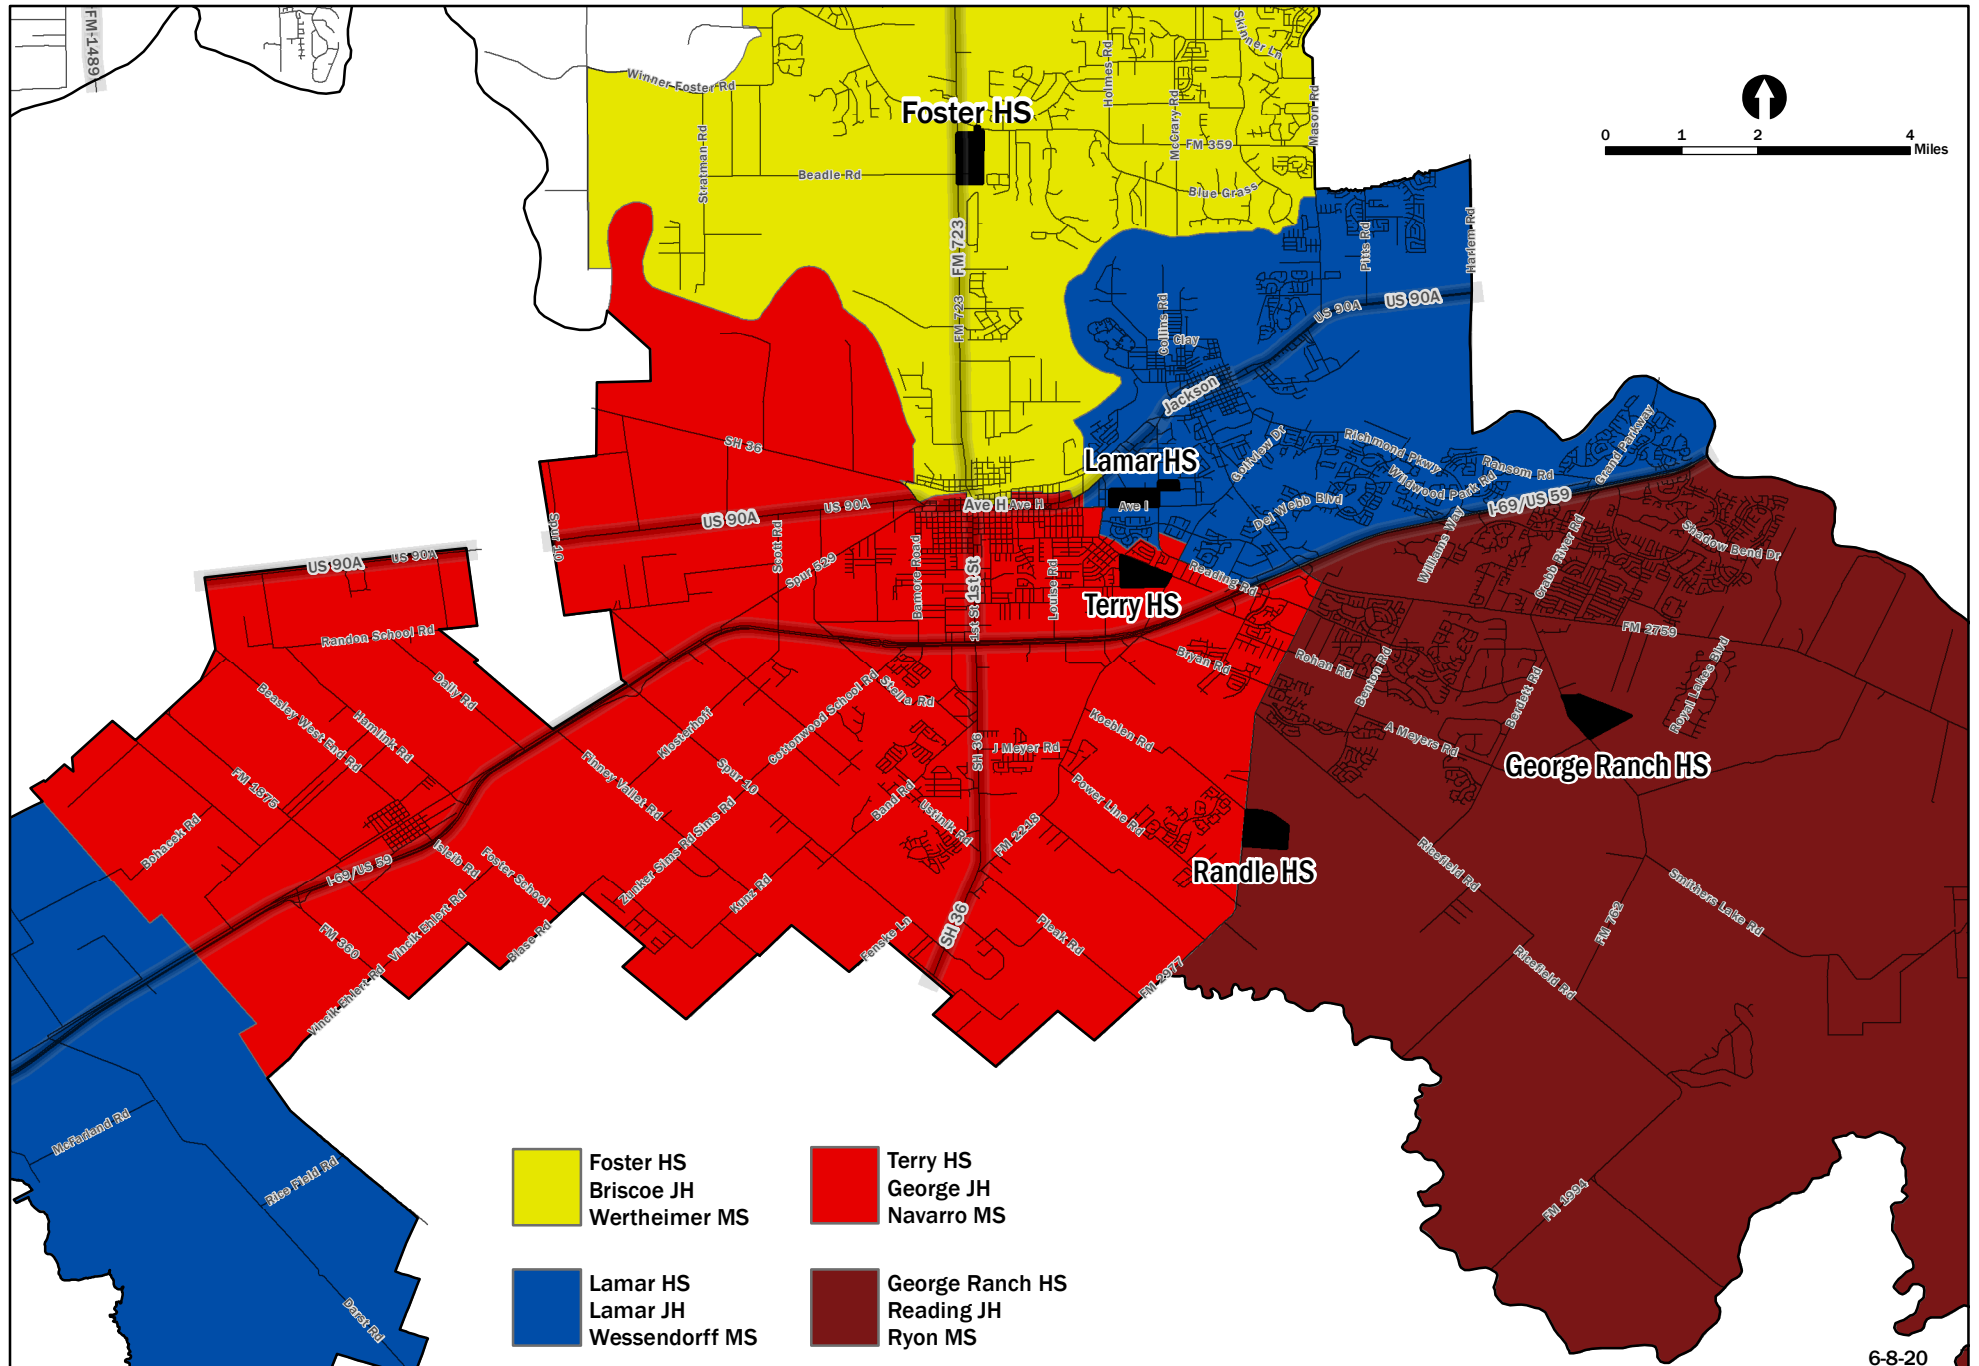 FM-1489
Winner-Foster Rd
Skinner Ln
Holmes-Rd
McCrary-Rd
Mason Rd
Stratman-Rd
Foster HS
FM 359
Beadle Rd
Blue Grass
0 1 2 4
Miles
FM 723
FM 723
Pitts Rd
Harlem Rd
US 90A
US 90A
Collins Rd
Clay
Jackson
SH 36
Lamar HS
Golfview Dr
Richmond Pkwy
Ransom Rd
Wildwood Park Rd
Grand Parkway
I-69/US 59
US 90A
US 90A
Ave H
Ave H
Ave I
Del Webb Blvd
Spur 10
Scott Rd
Spur 529
Bamore Road
1st St
1st St
Louise Rd
Reading Rd
Williams Way
Crabb River Rd
Shadow Bend Dr
US 90A
US 90A
Terry HS
Randon School Rd
FM 2759
Bryan Rd
Rohan Rd
Benton Rd
Berdett Rd
Royal Lakes Blvd
Daily Rd
Beasley West End Rd
Hamlink Rd
Stella Rd
Klosterhoff
Cottonwood School Rd
Koehlen Rd
J Meyer Rd
SH 36
A Meyers Rd
George Ranch HS
FM 1875
Finney Vallet Rd
Spur 10
Band Rd
Ustinik Rd
Power Line Rd
FM 2218
Bohacek Rd
Isleib Rd
Foster School
Zunker Sims Rd
Sims Rd
Randle HS
Ricefield Rd
I-69/US 59
Kunz Rd
Smithers Lake Rd
Vincik Ehlert Rd
FM 360
Blase Rd
Fenske Ln
SH 36
Pleak Rd
FM 762
FM 2977
Ricefield Rd
Vincik Ehlert Rd
McFarland Rd
Rice Field Rd
Darst Rd
FM 1994
Foster HS
Briscoe JH
Wertheimer MS
Terry HS
George JH
Navarro MS
Lamar HS
Lamar JH
Wessendorff MS
George Ranch HS
Reading JH
Ryon MS
6-8-20